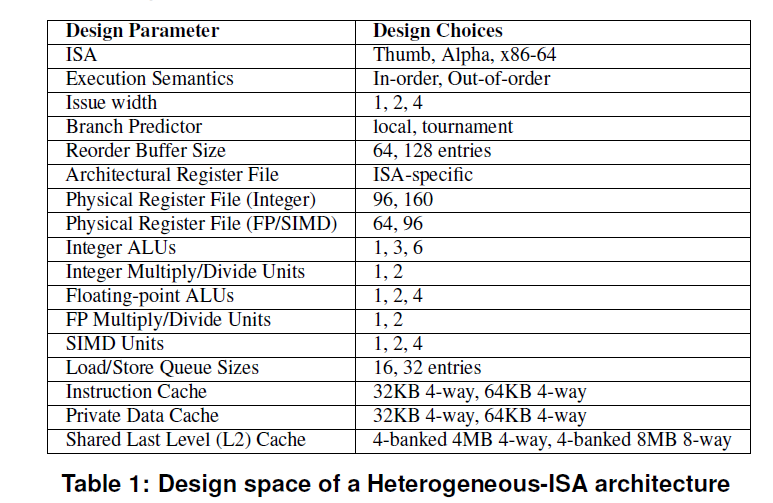 Design Parameter Design Choices
ISA Thumb, Alpha, x86-64
Execution Semantics In-order, Out-of-order
Issue width 1, 2, 4
Branch Predictor local, tournament
Reorder Buffer Size 64, 128 entries
Architectural Register File ISA-specific
Physical Register File (Integer) 96, 160
Physical Register File (FP/SIMD) 64, 96
Integer ALUs 1, 3, 6
Integer Multiply/Divide Units 1, 2
Floating-point ALUs 1, 2, 4
FP Multiply/Divide Units 1, 2
SIMD Units 1, 2, 4
Load/Store Queue Sizes 16, 32 entries
Instruction Cache 32KB 4-way, 64KB 4-way
Private Data Cache 32KB 4-way, 64KB 4-way
Shared Last Level (L2) Cache 4-banked 4MB 4-way, 4-banked 8MB 8-way
Table 1: Design space of a Heterogeneous-ISA architecture